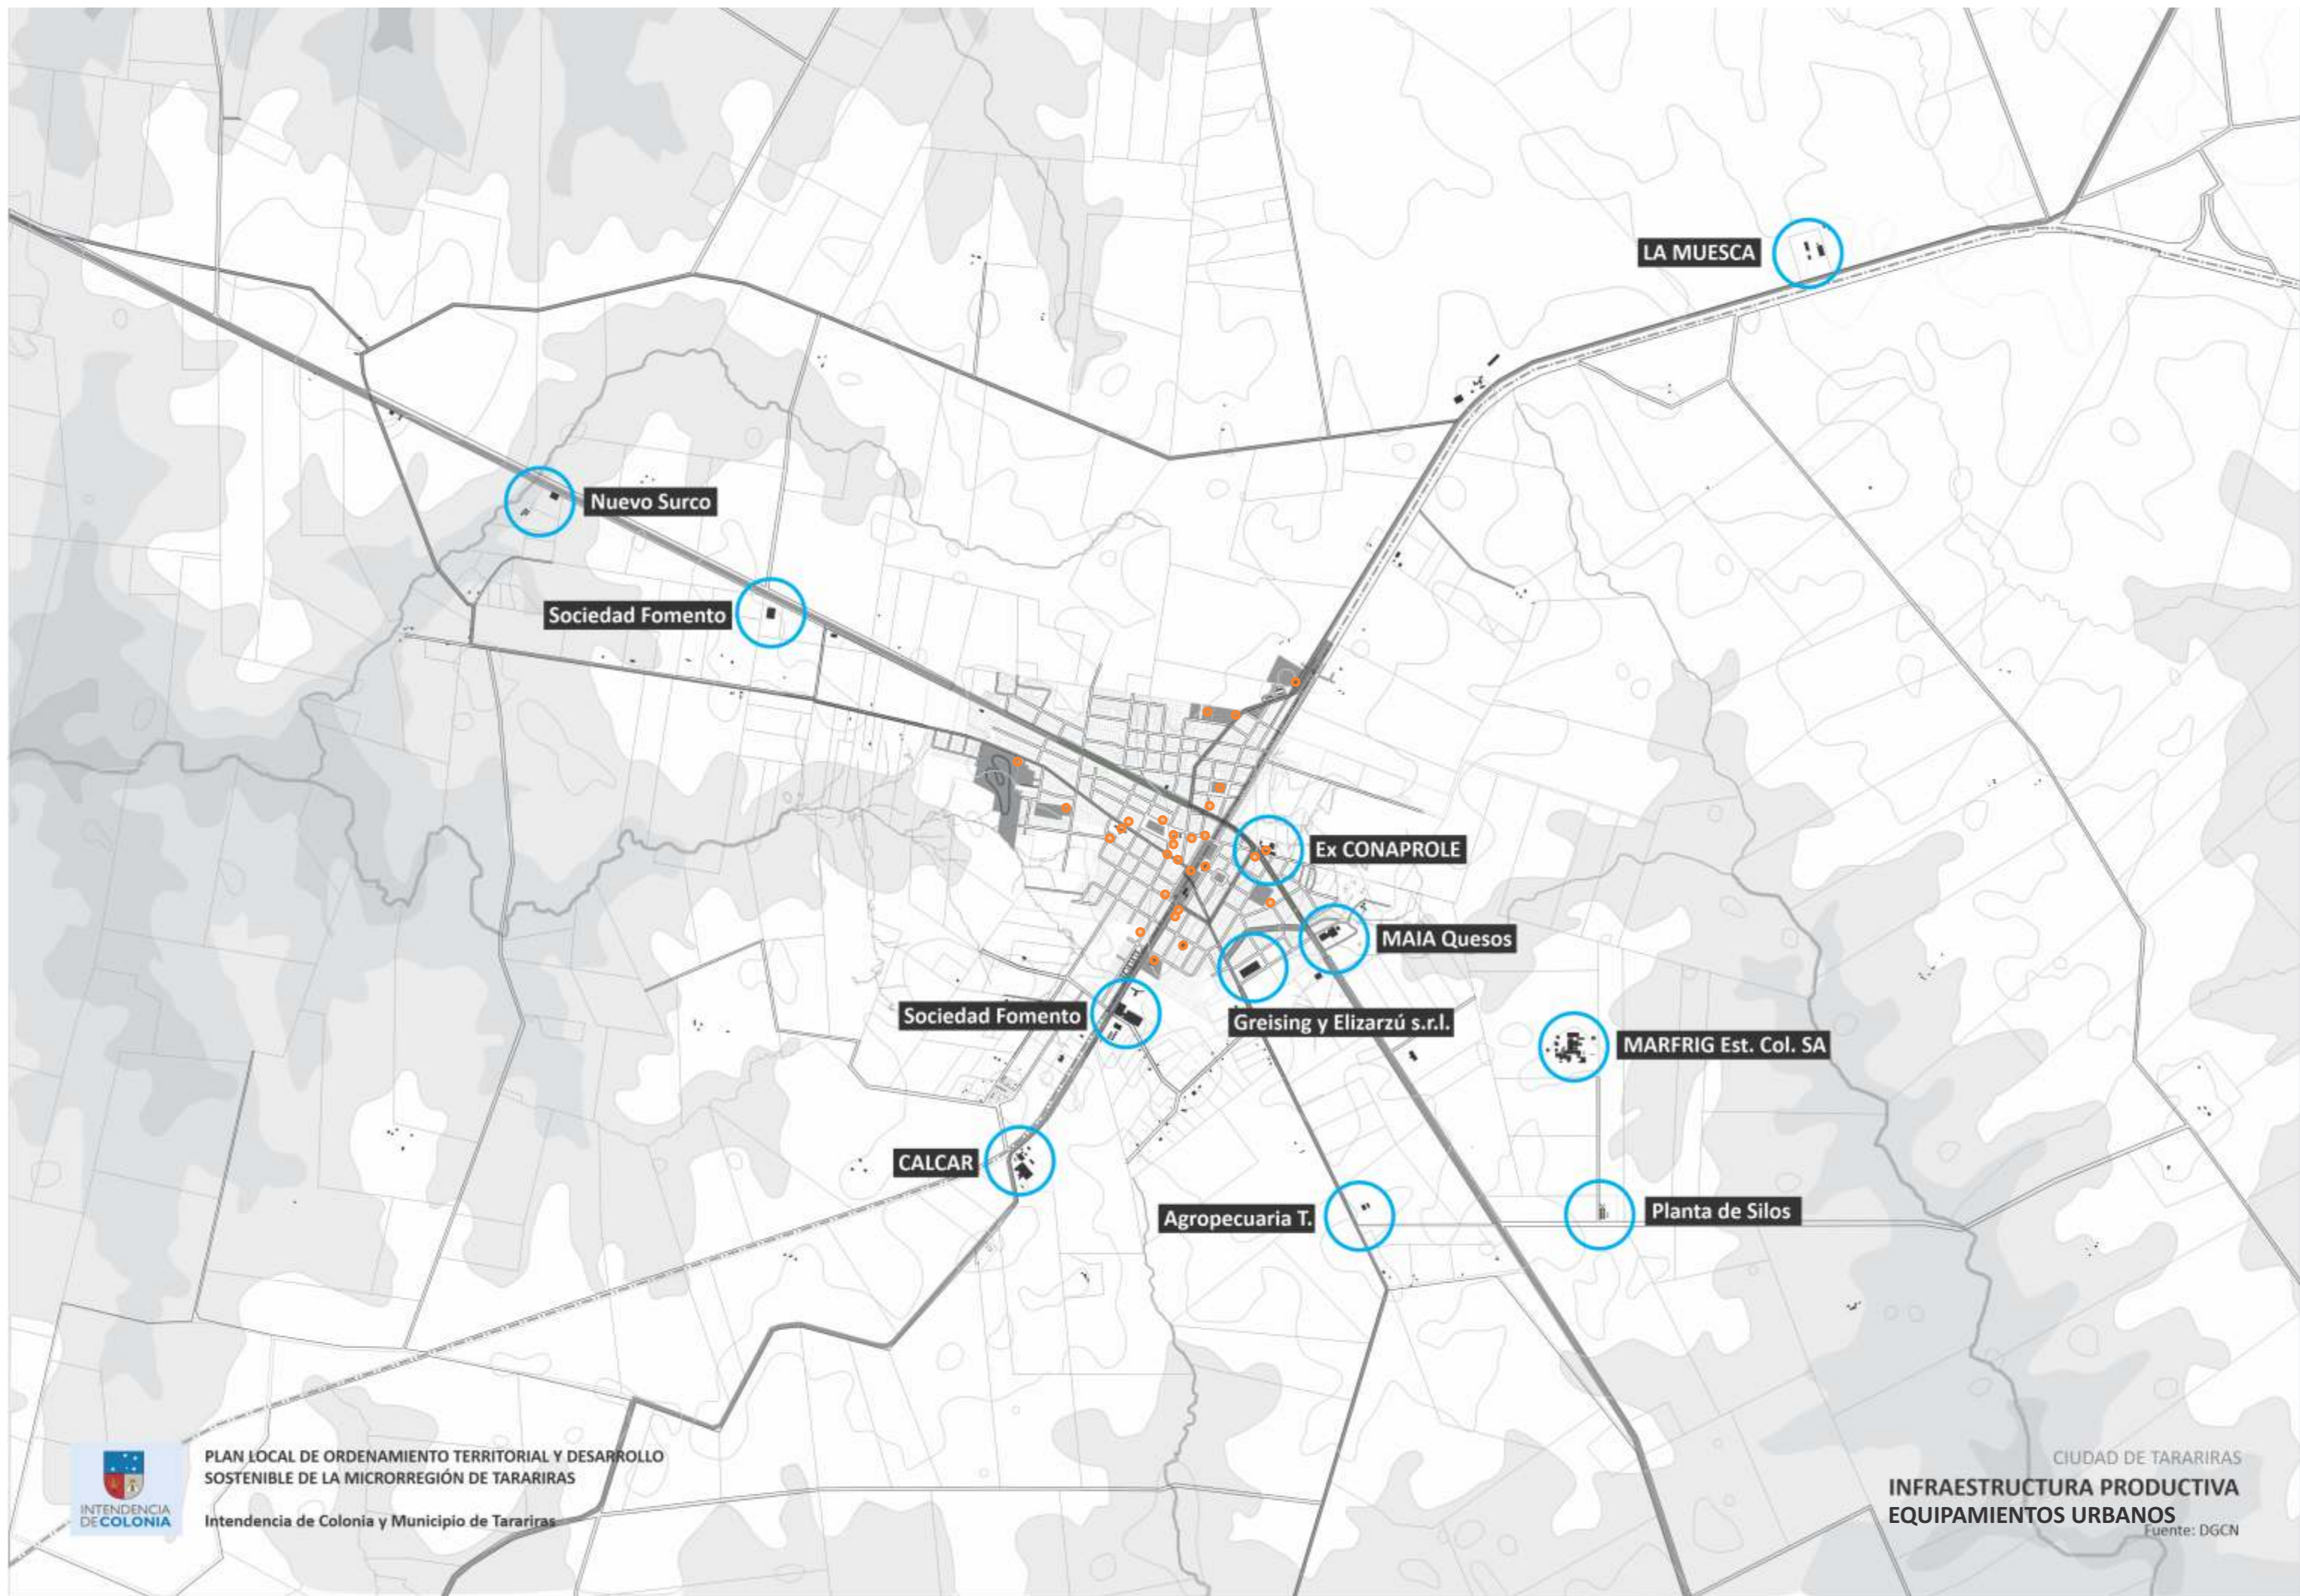 LA MUESCA
Nuevo Surco
Sociedad Fomento
Ex CONAPROLE
MAIA Quesos
Sociedad Fomento
Greising y Elizarzú s.r.l.
MARFRIG Est. Col. SA
CALCAR
Agropecuaria T.
Planta de Silos
INTENDENCIA
DE COLONIA
PLAN LOCAL DE ORDENAMIENTO TERRITORIAL Y DESARROLLO
SOSTENIBLE DE LA MICRORREGIÓN DE TARARIRAS
Intendencia de Colonia y Municipio de Tarariras
CIUDAD DE TARARIRAS
INFRAESTRUCTURA PRODUCTIVA
EQUIPAMIENTOS URBANOS
Fuente: DGCN